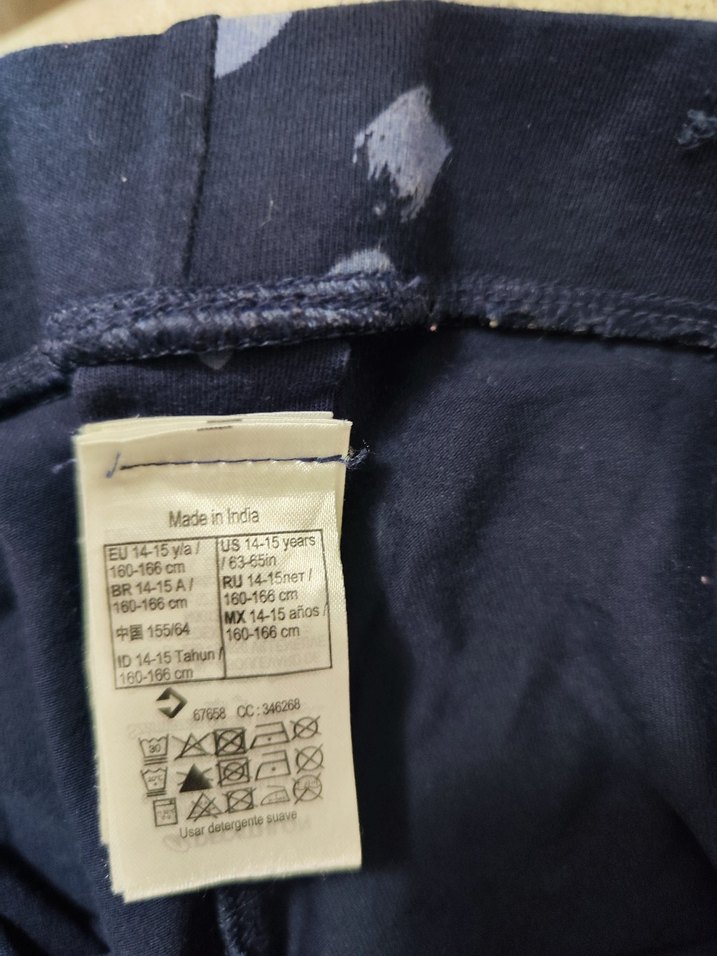 Made in India
EU 14-15 y/a /
160-166 cm
BR 14-15 A /
160-166 cm
中国 155/64
ID 14-15 Tahun /
160-166 cm
US 14-15 years
/ 63-65in
RU 14-15лет /
160-166 cm
MX 14-15 años /
160-166 cm
67658 CC : 346268
30
Usar detergente suave